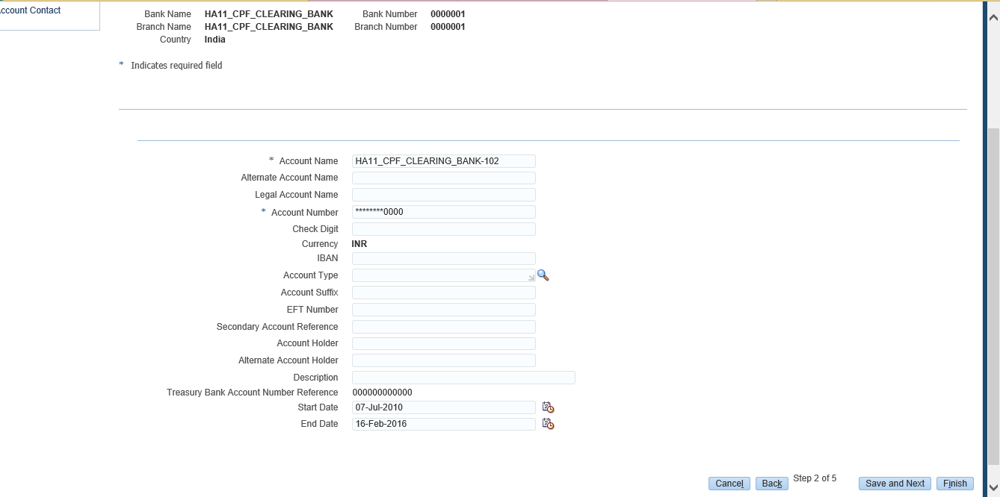 ccount Contact
Bank Name HA11_CPF_CLEARING_BANK Bank Number 0000001
Branch Name HA11_CPF_CLEARING_BANK Branch Number 0000001
Country India
* Indicates required field
* Account Name HA11_CPF_CLEARING_BANK-102
Alternate Account Name
Legal Account Name
* Account Number ********0000
Check Digit
Currency INR
IBAN
Account Type
Account Suffix
EFT Number
Secondary Account Reference
Account Holder
Alternate Account Holder
Description
Treasury Bank Account Number Reference 000000000000
Start Date 07-Jul-2010
End Date 16-Feb-2016
Cancel Back Step 2 of 5 Save and Next Finish